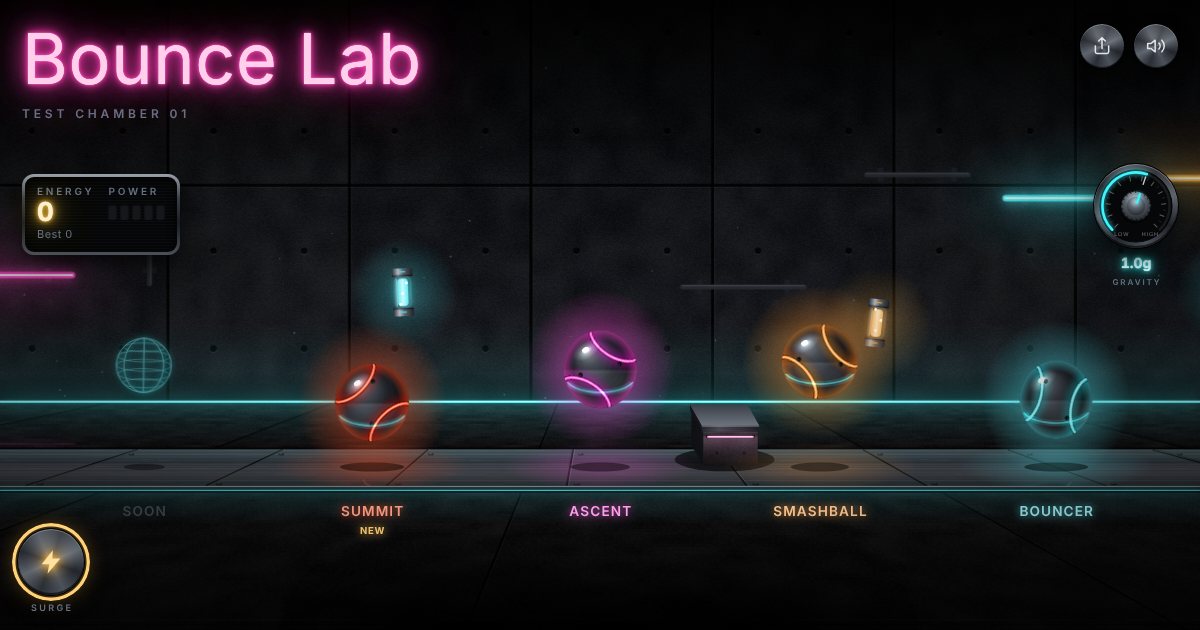 Bounce Lab
TEST CHAMBER 01
ENERGY POWER
0
Best 0
LOW HIGH
1.0g
GRAVITY
SOON
SUMMIT
NEW
ASCENT
SMASHBALL
BOUNCER
SURGE